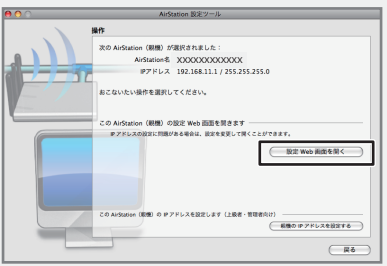 AirStation 設定ツール
操作
次の AirStation（親機）が選択されました：
AirStation名 XXXXXXXXXXXX
IPアドレス 192.168.11.1 / 255.255.255.0
おこないたい操作を選択してください。
この AirStation（親機）の設定 Web 画面を開きます
IP アドレスの設定に問題がある場合は、設定を変更して開くことができます。
設定 Web 画面を開く
この AirStation（親機）の IP アドレスを設定します（上級者・管理者向け）
親機の IP アドレスを設定する
戻る